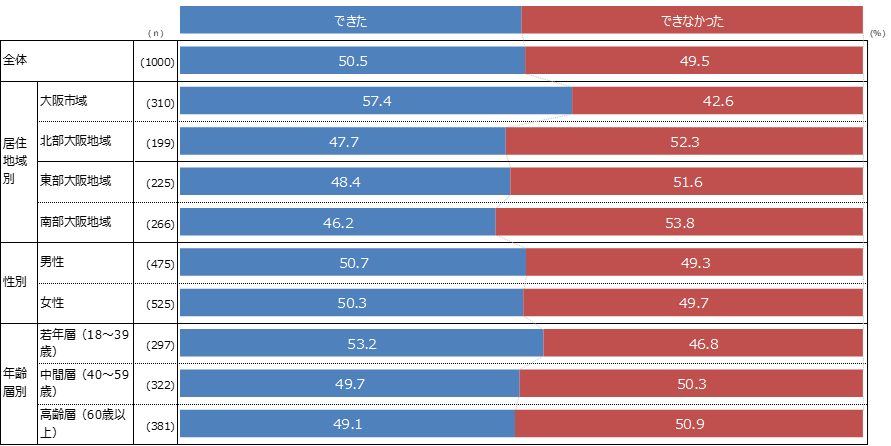 できた できなかった
(n) (%)
全体 (1000) 50.5 49.5
居住
地域
別
大阪市域 (310) 57.4 42.6
北部大阪地域 (199) 47.7 52.3
東部大阪地域 (225) 48.4 51.6
南部大阪地域 (266) 46.2 53.8
性別
男性 (475) 50.7 49.3
女性 (525) 50.3 49.7
年齢
層別
若年層（18～39
歳） (297) 53.2 46.8
中間層（40～59
歳） (322) 49.7 50.3
高齢層（60歳以
上） (381) 49.1 50.9